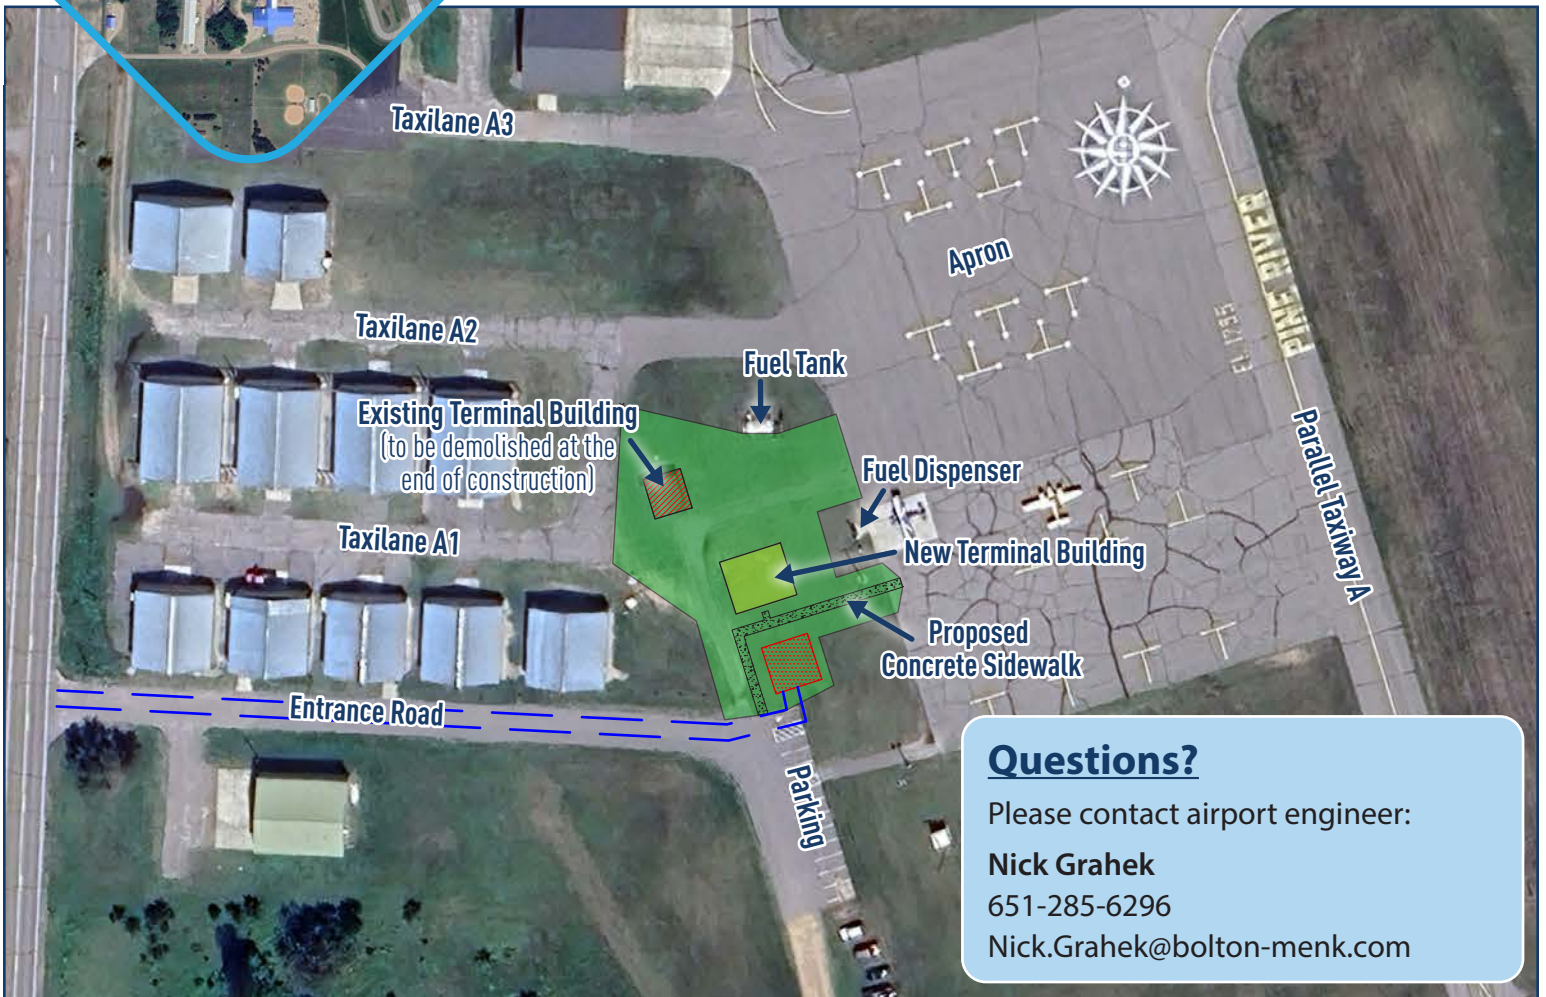 Taxilane A3
Apron
PINE RIVER
ELEV.
Taxilane A2
Fuel Tank
Existing Terminal Building
(to be demolished at the
end of construction)
Fuel Dispenser
Parallel Taxiway A
Taxilane A1
New Terminal Building
Proposed
Concrete Sidewalk
Entrance Road
Parking
Questions?
Please contact airport engineer:
Nick Grahek
651-285-6296
Nick.Grahek@bolton-menk.com